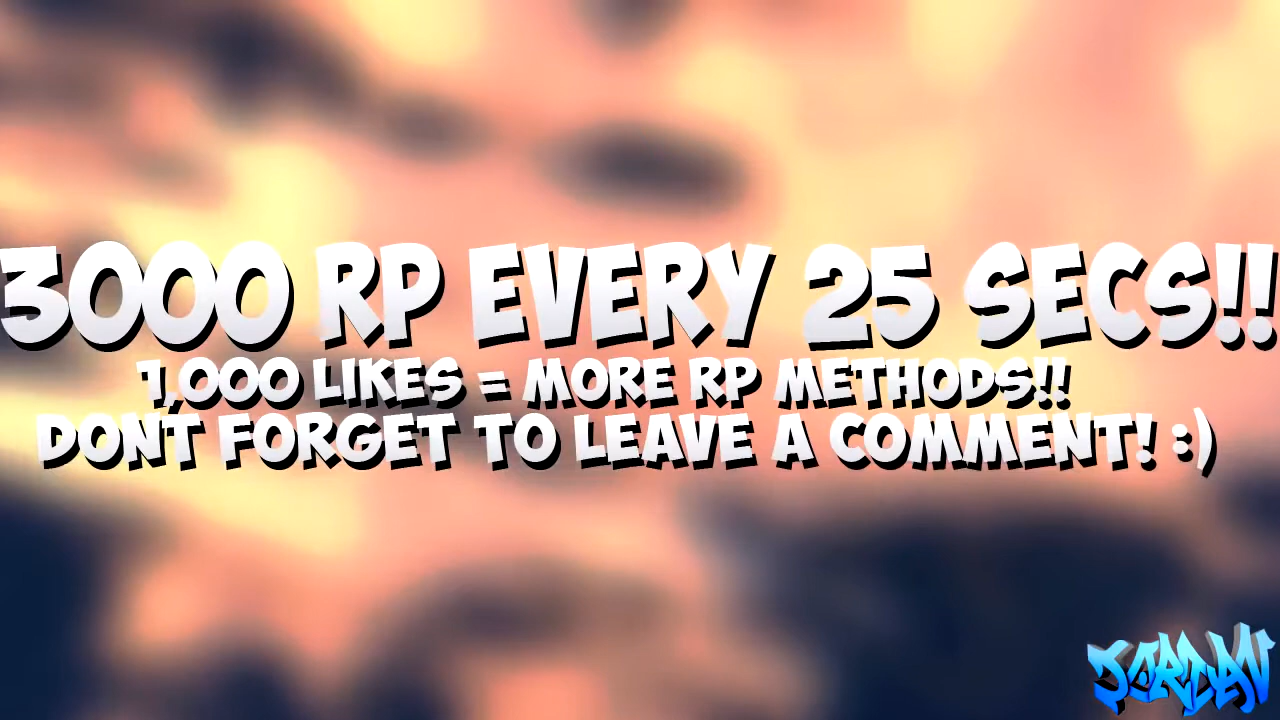 3000 RP EVERY 25 SECS!!
1,000 LIKES = MORE RP METHODS!!
DONT FORGET TO LEAVE A COMMENT! :)
JORDAN